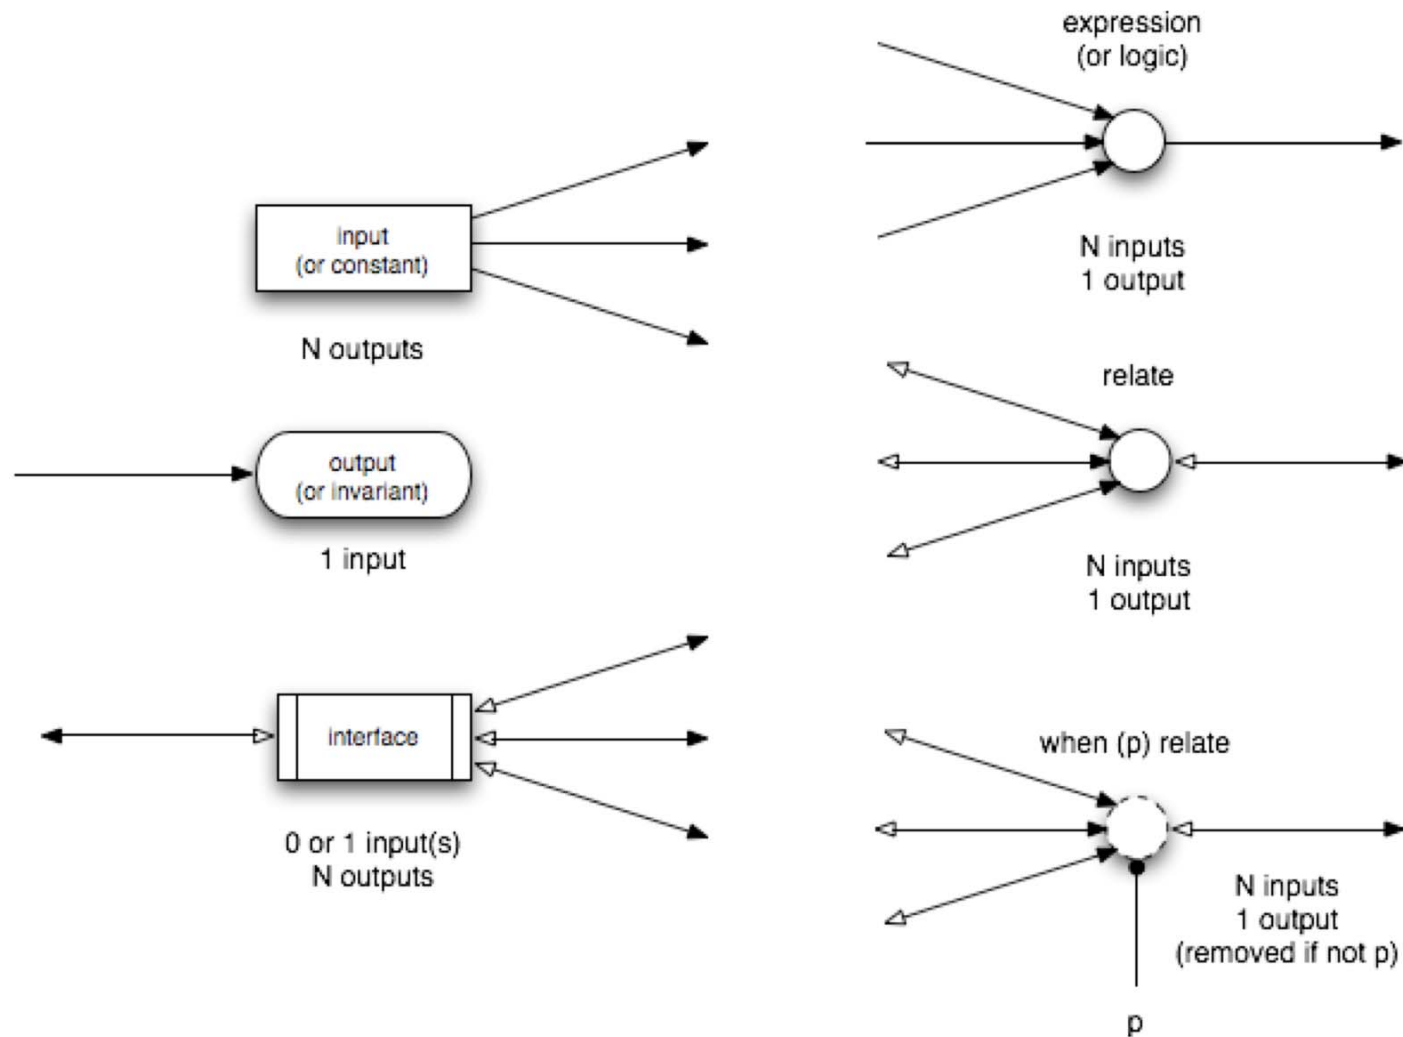 input
(or constant)
N outputs
output
(or invariant)
1 input
interface
0 or 1 input(s)
N outputs
expression
(or logic)
N inputs
1 output
relate
N inputs
1 output
when (p) relate
N inputs
1 output
(removed if not p)
p